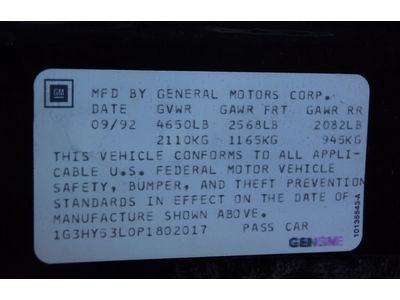 GM
MFD BY GENERAL MOTORS CORP.
DATE GVWR GAWR FRT GAWR RR
09/92 4650LB 2568LB 2082LB
2110KG 1165KG 945KG
THIS VEHICLE CONFORMS TO ALL APPLI-
CABLE U.S. FEDERAL MOTOR VEHICLE
SAFETY, BUMPER, AND THEFT PREVENTION
STANDARDS IN EFFECT ON THE DATE OF
MANUFACTURE SHOWN ABOVE.
1G3HY53L0P1802017 PASS CAR
10135543-A